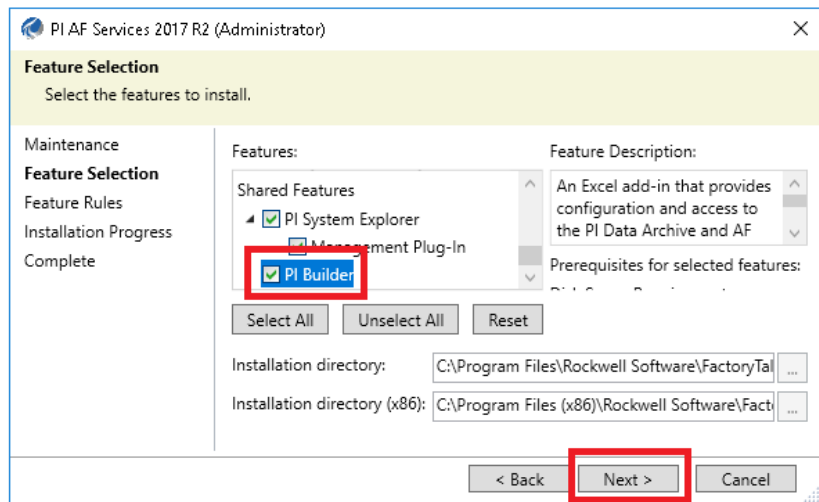 PI AF Services 2017 R2 (Administrator)
Feature Selection
Select the features to install.
Maintenance
Feature Selection
Feature Rules
Installation Progress
Complete
Features:
Shared Features
PI System Explorer
Management Plug-In
PI Builder
Feature Description:
An Excel add-in that provides
configuration and access to
the PI Data Archive and AF
Prerequisites for selected features:
Select All
Unselect All
Reset
Installation directory:
C:\Program Files\Rockwell Software\FactoryTal
...
Installation directory (x86):
C:\Program Files (x86)\Rockwell Software\Fact
...
< Back
Next >
Cancel